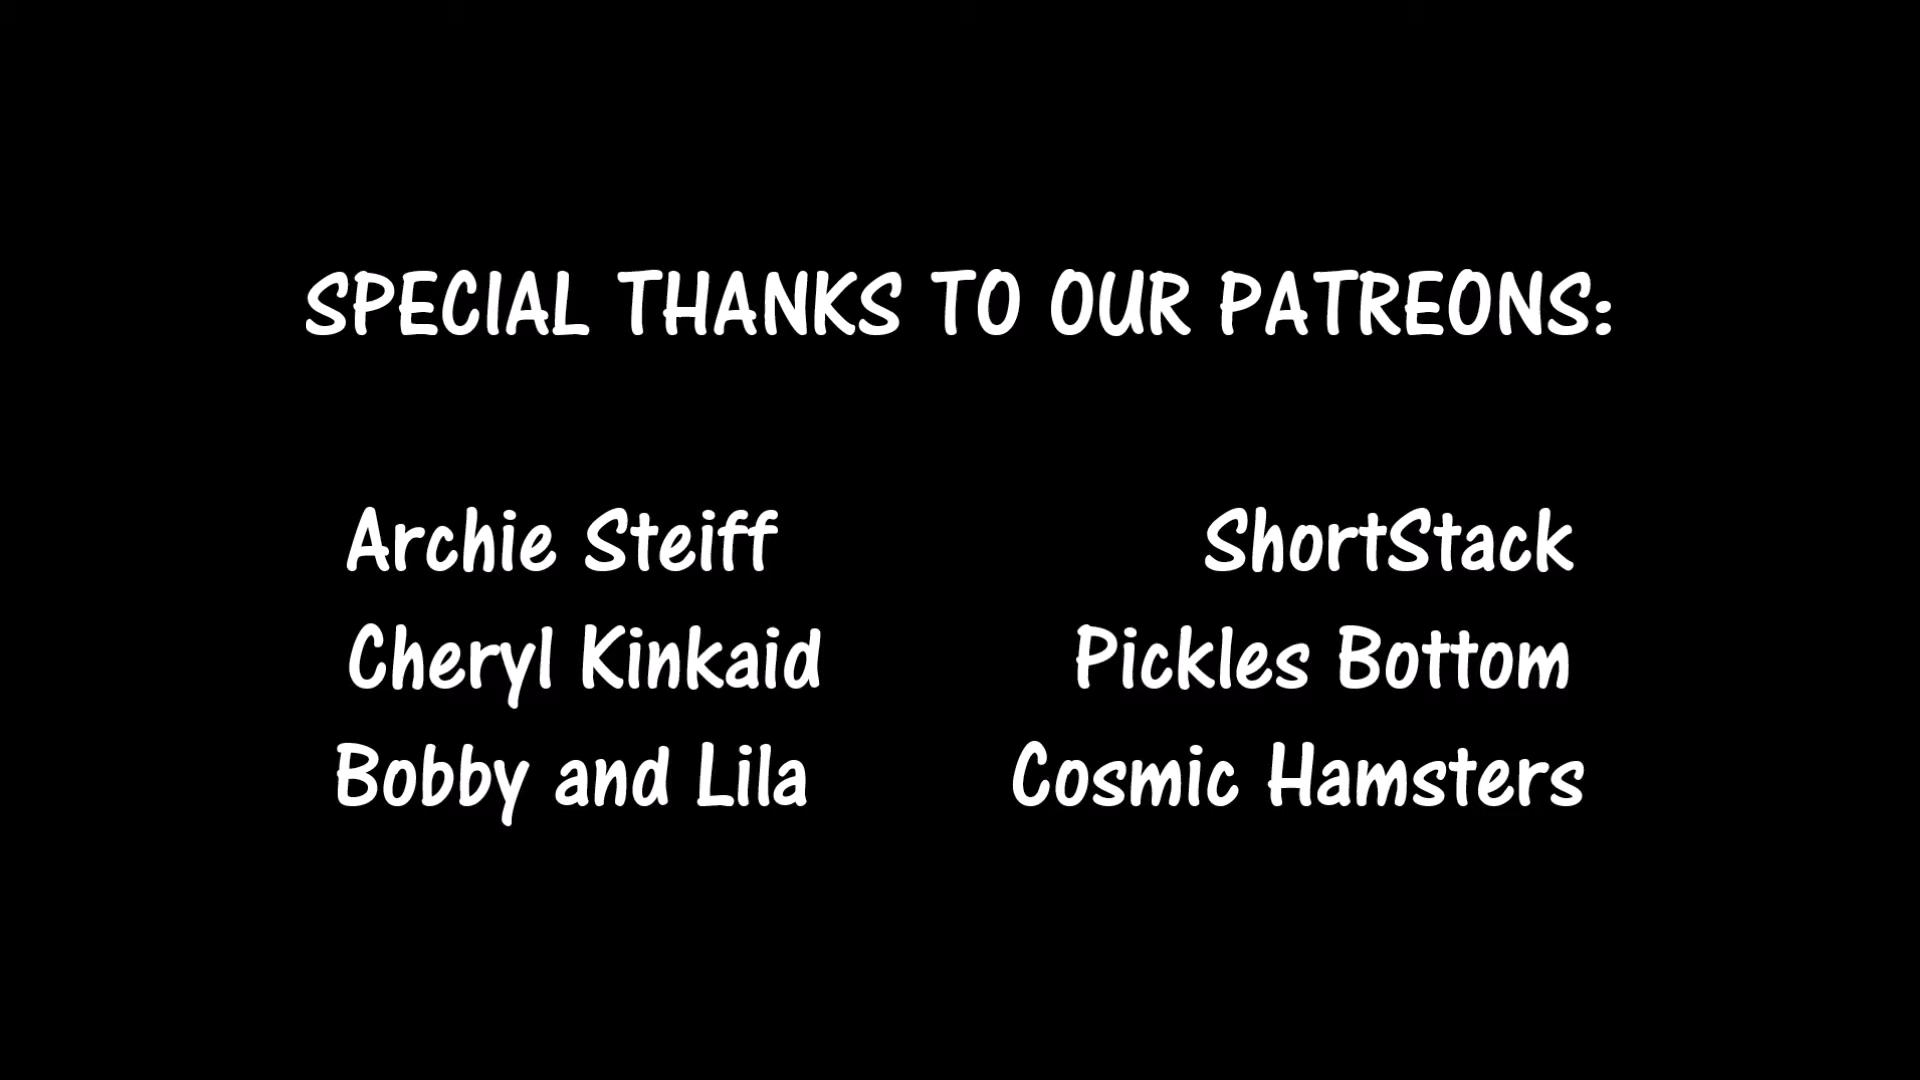 SPECIAL THANKS TO OUR PATREONS:
Archie Steiff ShortStack
Cheryl Kinkaid Pickles Bottom
Bobby and Lila Cosmic Hamsters